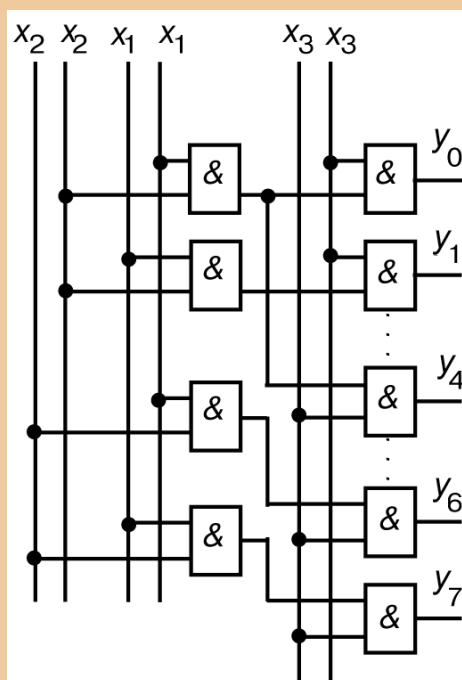 x₂ x₂ x₁ x₁ x₃ x₃
& & y₀
& & y₁
& & y₄
& & y₆
& & y₇